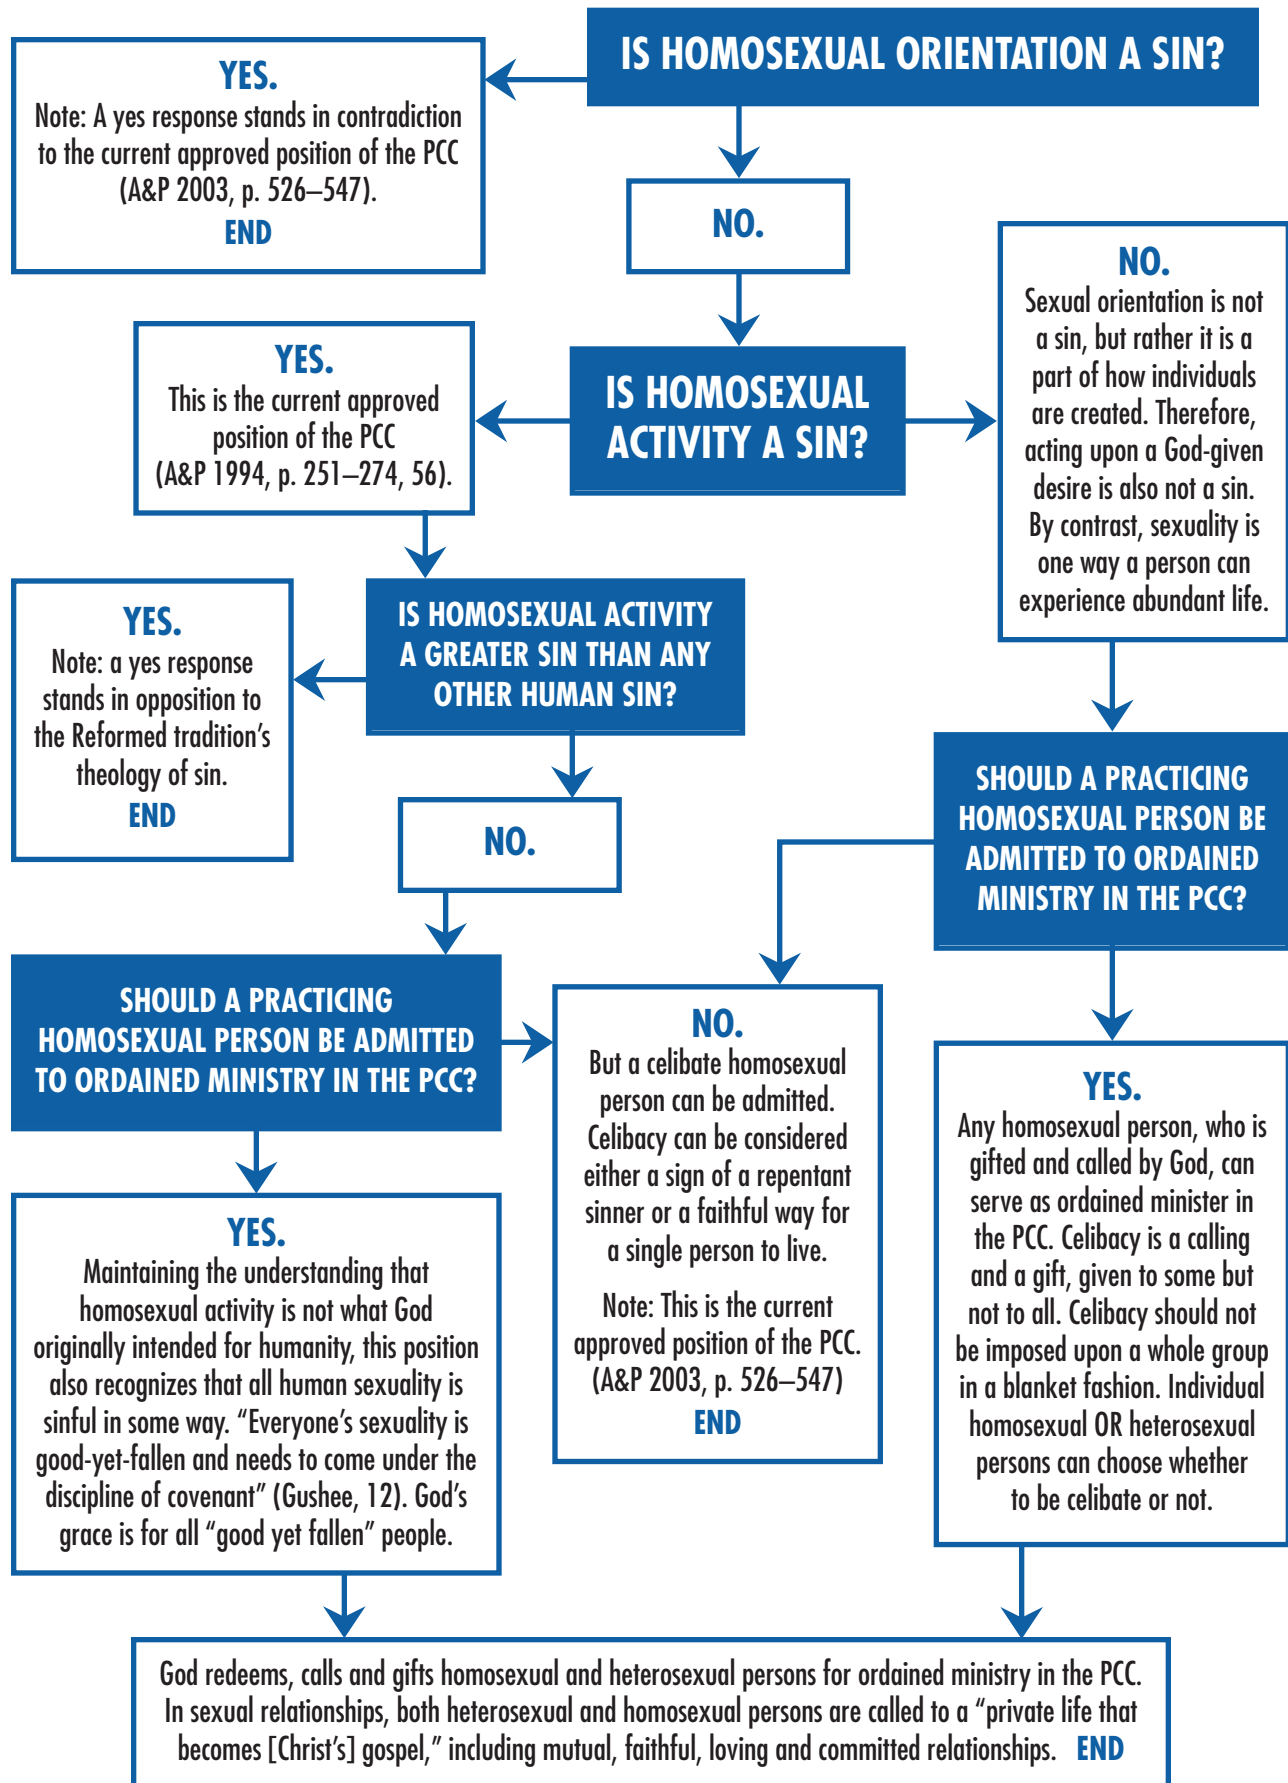 IS HOMOSEXUAL ORIENTATION A SIN?
YES.
Note: A yes response stands in contradiction
to the current approved position of the PCC
(A&P 2003, p. 526–547).
END
NO.
NO.
Sexual orientation is not
a sin, but rather it is a
part of how individuals
are created. Therefore,
acting upon a God-given
desire is also not a sin.
By contrast, sexuality is
one way a person can
experience abundant life.
IS HOMOSEXUAL
ACTIVITY A SIN?
YES.
This is the current approved
position of the PCC
(A&P 1994, p. 251–274, 56).
IS HOMOSEXUAL ACTIVITY
A GREATER SIN THAN ANY
OTHER HUMAN SIN?
YES.
Note: a yes response
stands in opposition to
the Reformed tradition’s
theology of sin.
END
NO.
SHOULD A PRACTICING
HOMOSEXUAL PERSON BE
ADMITTED TO ORDAINED
MINISTRY IN THE PCC?
SHOULD A PRACTICING
HOMOSEXUAL PERSON BE ADMITTED
TO ORDAINED MINISTRY IN THE PCC?
NO.
But a celibate homosexual
person can be admitted.
Celibacy can be considered
either a sign of a repentant
sinner or a faithful way for
a single person to live.
Note: This is the current
approved position of the PCC.
(A&P 2003, p. 526–547)
END
YES.
Any homosexual person, who is
gifted and called by God, can
serve as ordained minister in
the PCC. Celibacy is a calling
and a gift, given to some but
not to all. Celibacy should not
be imposed upon a whole group
in a blanket fashion. Individual
homosexual OR heterosexual
persons can choose whether
to be celibate or not.
YES.
Maintaining the understanding that
homosexual activity is not what God
originally intended for humanity, this position
also recognizes that all human sexuality is
sinful in some way. “Everyone’s sexuality is
good-yet-fallen and needs to come under the
discipline of covenant” (Gushee, 12). God’s
grace is for all “good yet fallen” people.
God redeems, calls and gifts homosexual and heterosexual persons for ordained ministry in the PCC.
In sexual relationships, both heterosexual and homosexual persons are called to a “private life that
becomes [Christ’s] gospel,” including mutual, faithful, loving and committed relationships. END